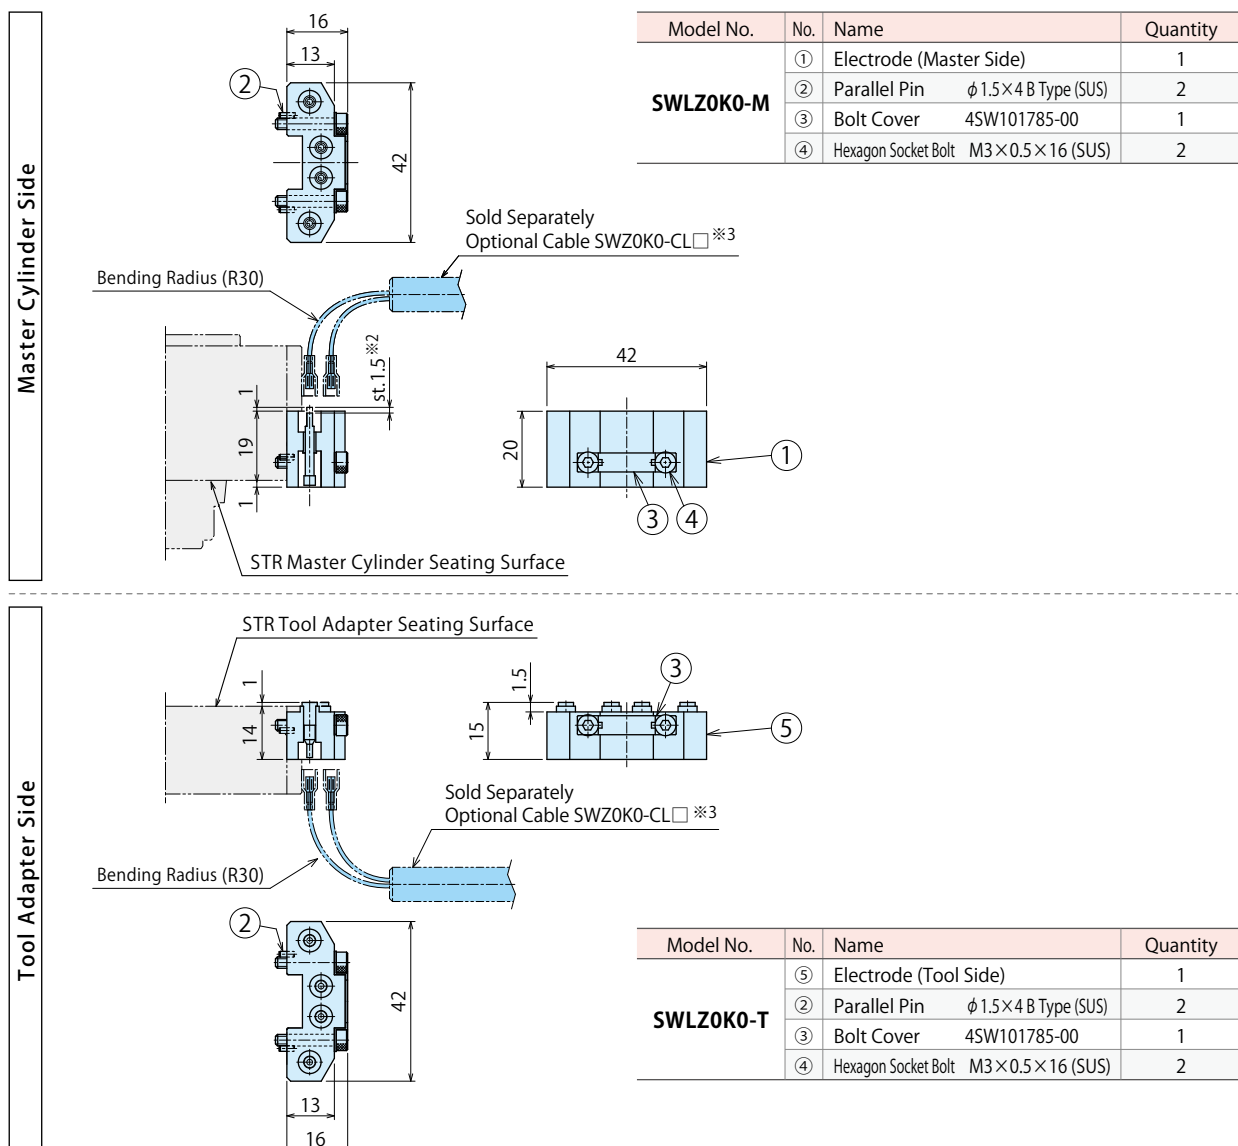 Master Cylinder Side
16
13
②
42
Model No. No. Name Quantity
SWLZ0K0-M
① Electrode (Master Side) 1
② Parallel Pin φ1.5×4 B Type (SUS) 2
③ Bolt Cover 4SW101785-00 1
④ Hexagon Socket Bolt M3×0.5×16 (SUS) 2
Sold Separately
Optional Cable SWZ0K0-CL□ ※3
Bending Radius (R30)
st.1.5 ※2
1
19
1
42
20
①
③ ④
STR Master Cylinder Seating Surface
Tool Adapter Side
STR Tool Adapter Seating Surface
1
14
1.5
15
③
⑤
Sold Separately
Optional Cable SWZ0K0-CL□ ※3
Bending Radius (R30)
②
42
13
16
Model No. No. Name Quantity
SWLZ0K0-T
⑤ Electrode (Tool Side) 1
② Parallel Pin φ1.5×4 B Type (SUS) 2
③ Bolt Cover 4SW101785-00 1
④ Hexagon Socket Bolt M3×0.5×16 (SUS) 2